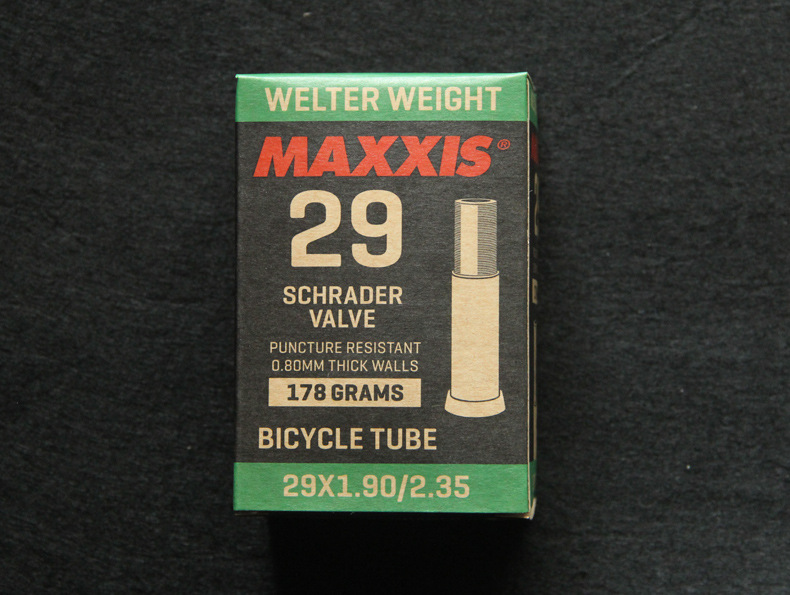 WELTER WEIGHT
MAXXIS®
29
SCHRADER
VALVE
PUNCTURE RESISTANT
0.80MM THICK WALLS
178 GRAMS
BICYCLE TUBE
29X1.90/2.35